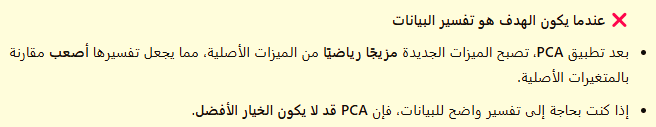 ❌ عندما يكون الهدف هو تفسير البيانات
• بعد تطبيق PCA، تصبح الميزات الجديدة مزيجًا رياضيًا من الميزات الأصلية، مما يجعل تفسيرها أصعب مقارنة
بالمتغيرات الأصلية.
• إذا كنت بحاجة إلى تفسير واضح للبيانات، فإن PCA قد لا يكون الخيار الأفضل.